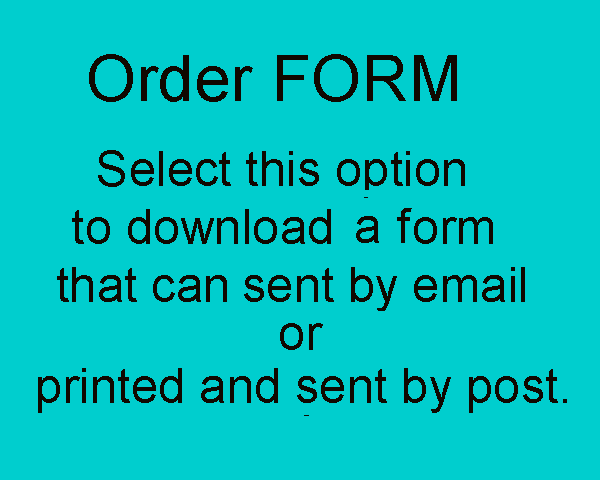 Order FORM
Select this option
to download a form
that can sent by email
or
printed and sent by post.